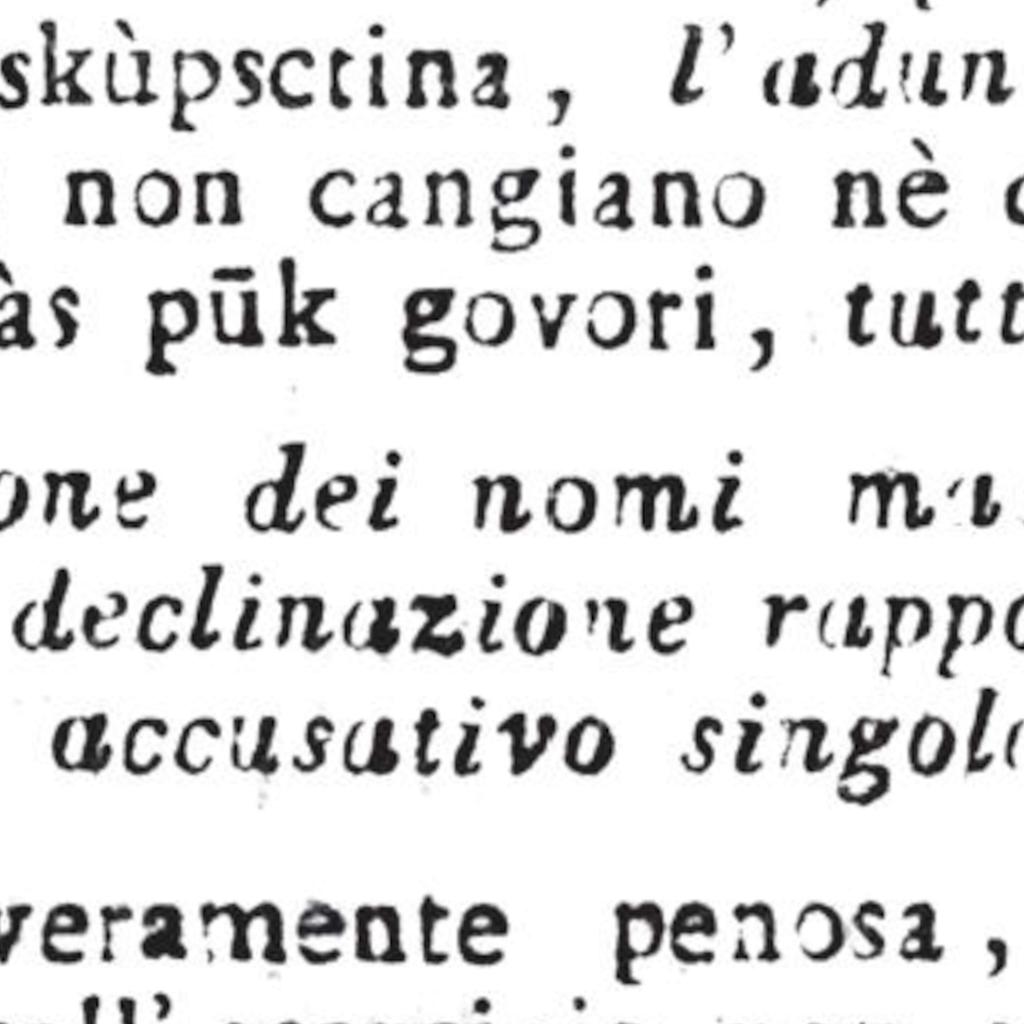 skùpsctina, l'adun
non cangiano nè
às pūk govori, tutt
one dei nomi ma
declinazione rappo
accusativo singol
veramente penosa,